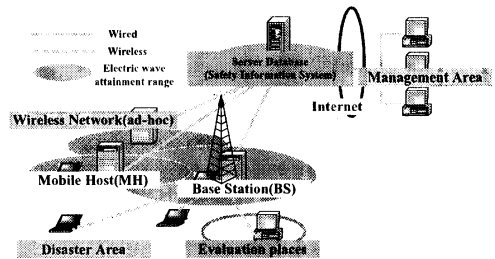 Wired
Wireless
Electric wave
attainment range
Server Database
(Safety Information System)
Management Area
Internet
Wireless Network(ad-hoc)
Mobile Host(MH)
Base Station(BS)
Disaster Area
Evaluation places